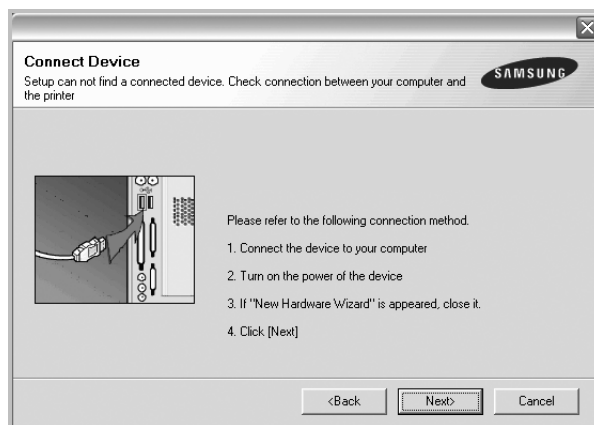 Connect Device
Setup can not find a connected device. Check connection between your computer and
the printer
SAMSUNG
Please refer to the following connection method.
1. Connect the device to your computer
2. Turn on the power of the device
3. If "New Hardware Wizard" is appeared, close it.
4. Click [Next]
<Back
Next>
Cancel